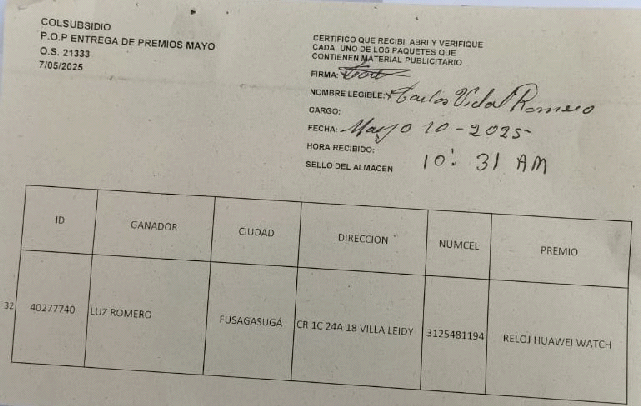 COLSUBSIDIO
P.O.P ENTREGA DE PREMIOS MAYO
O.S. 21333
7/05/2025
CERTIFICO QUE RECIBI, ABRI Y VERIFIQUE
CADA UNO DE LOS PAQUETES QUE
CONTIENEN MATERIAL PUBLICITARIO
FIRMA:
NOMBRE LEGIBLE: Carlos Vidal Romero
CARGO:
FECHA: Mayo 10-2025
HORA RECIBIDO:
SELLO DEL ALMACEN 10:31 AM
ID GANADOR CIUDAD DIRECCION NUMCEL PREMIO
32 40277740 LUZ ROMERO FUSAGASUGÁ CR 1C 24A 18 VILLA LEIDY 3125481194 RELOJ HUAWEI WATCH